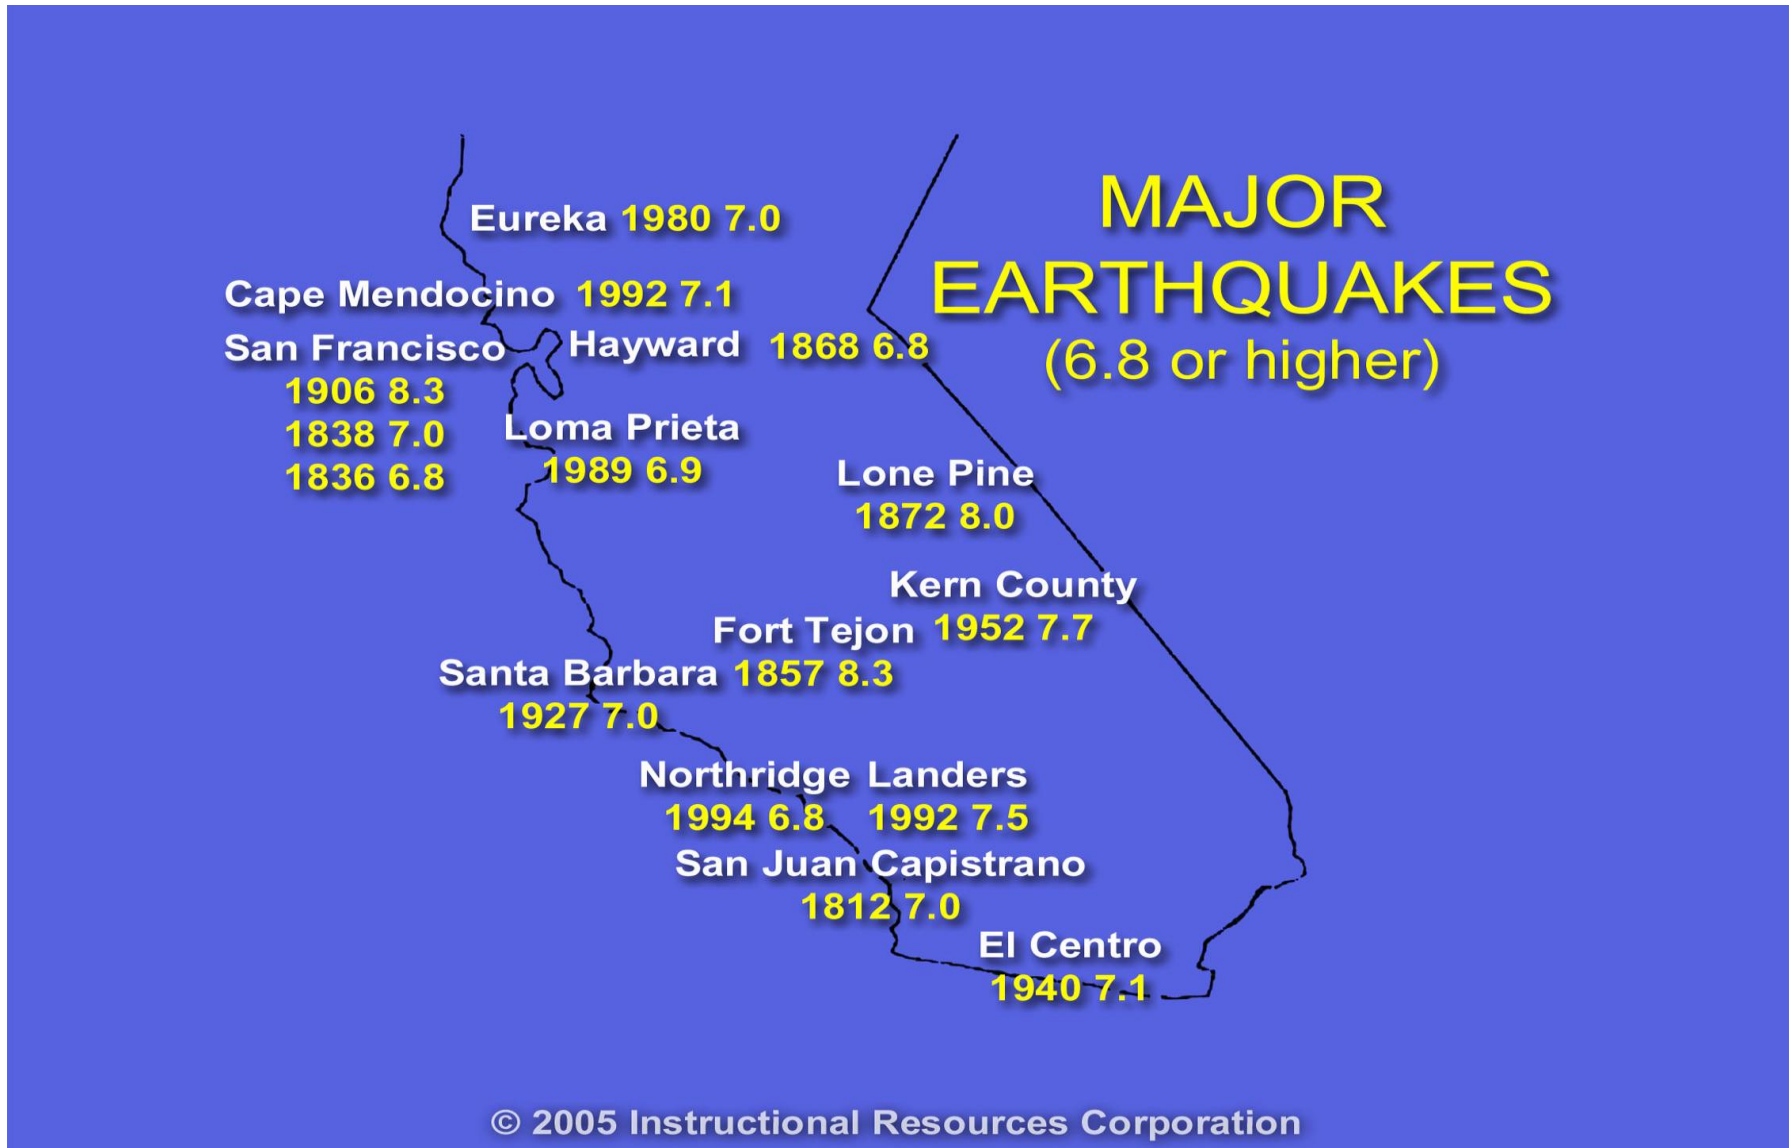 MAJOR
EARTHQUAKES
(6.8 or higher)
Eureka 1980 7.0
Cape Mendocino 1992 7.1
San Francisco
1906 8.3
1838 7.0
1836 6.8
Hayward 1868 6.8
Loma Prieta
1989 6.9
Lone Pine
1872 8.0
Kern County
1952 7.7
Fort Tejon
1857 8.3
Santa Barbara
1927 7.0
Northridge
1994 6.8
Landers
1992 7.5
San Juan Capistrano
1812 7.0
El Centro
1940 7.1
© 2005 Instructional Resources Corporation